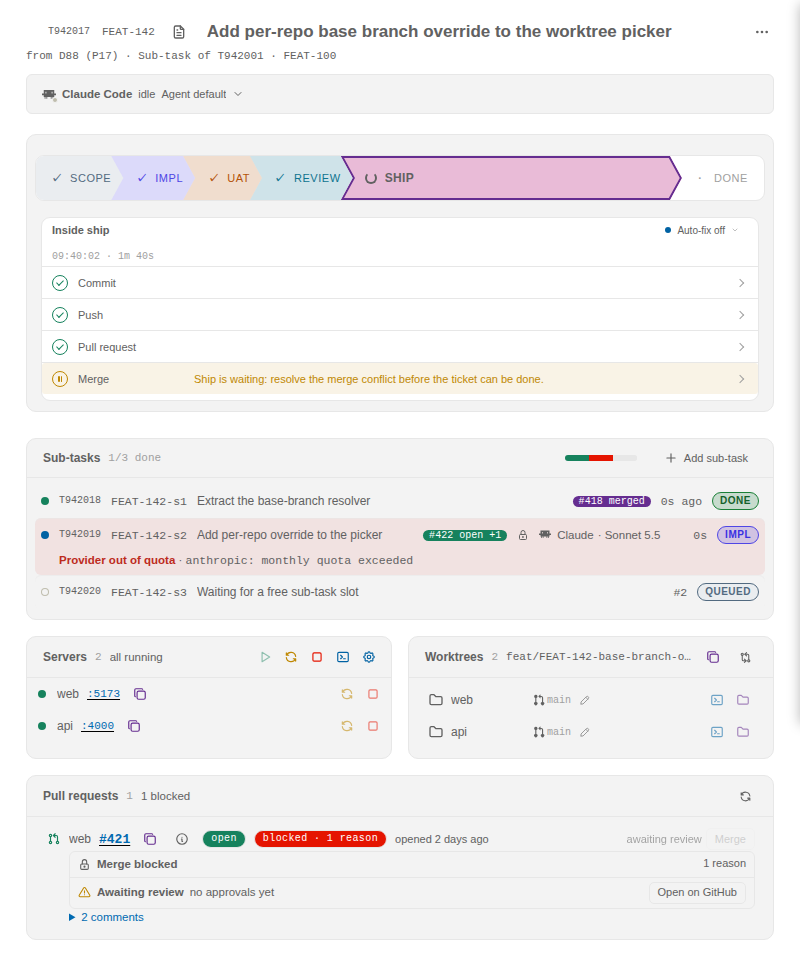 T942017 FEAT-142 Add per-repo base branch override to the worktree picker
from D88 (P17) · Sub-task of T942001 · FEAT-100
Claude Code idle Agent default
SCOPE IMPL UAT REVIEW SHIP DONE
Inside ship Auto-fix off
09:40:02 · 1m 40s
Commit
Push
Pull request
Merge Ship is waiting: resolve the merge conflict before the ticket can be done.
Sub-tasks 1/3 done Add sub-task
T942018 FEAT-142-s1 Extract the base-branch resolver #418 merged 0s ago DONE
T942019 FEAT-142-s2 Add per-repo override to the picker #422 open +1 Claude · Sonnet 5.5 0s IMPL
Provider out of quota · anthropic: monthly quota exceeded
T942020 FEAT-142-s3 Waiting for a free sub-task slot #2 QUEUED
Servers 2 all running
web :5173
api :4000
Worktrees 2 feat/FEAT-142-base-branch-o…
web main
api main
Pull requests 1 1 blocked
web #421 open blocked · 1 reason opened 2 days ago awaiting review Merge
Merge blocked 1 reason
Awaiting review no approvals yet Open on GitHub
2 comments